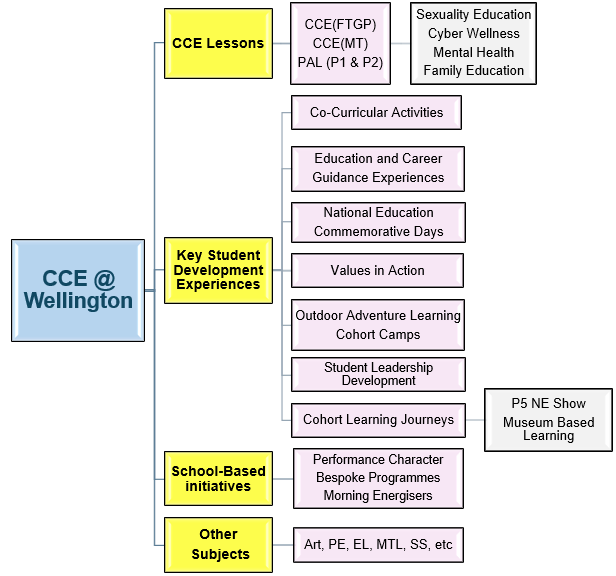 CCE @
Wellington
CCE Lessons
CCE(FTGP)
CCE(MT)
PAL (P1 & P2)
Sexuality Education
Cyber Wellness
Mental Health
Family Education
Key Student
Development
Experiences
Co-Curricular Activities
Education and Career
Guidance Experiences
National Education
Commemorative Days
Values in Action
Outdoor Adventure Learning
Cohort Camps
Student Leadership
Development
Cohort Learning Journeys
P5 NE Show
Museum Based
Learning
School-Based
initiatives
Performance Character
Bespoke Programmes
Morning Energisers
Other
Subjects
Art, PE, EL, MTL, SS, etc